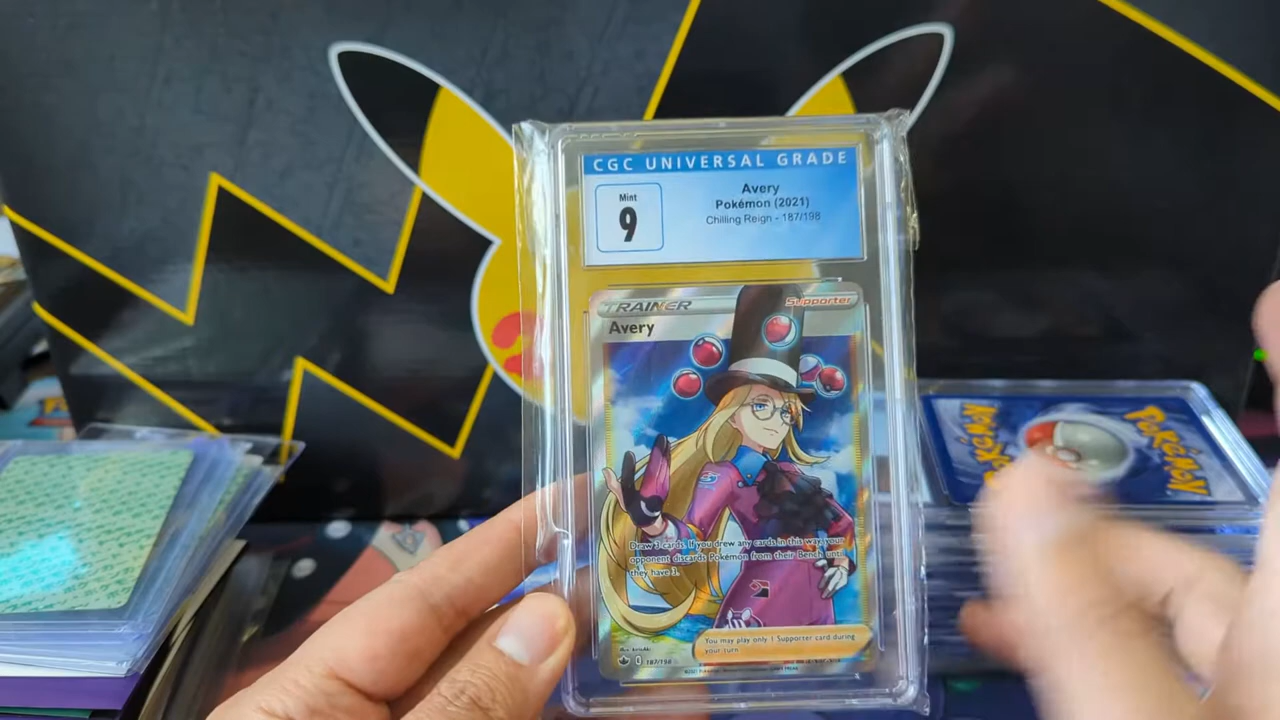 CGC UNIVERSAL GRADE
Mint
9
Avery
Pokémon (2021)
Chilling Reign - 187/198
TRAINER
Supporter
Avery
Draw 3 cards. If you drew any cards in this way, your
opponent discards Pokémon from their Bench until
they have 3.
You may play only 1 Supporter card during
your turn.
187/198
POKéMON
POKéMON